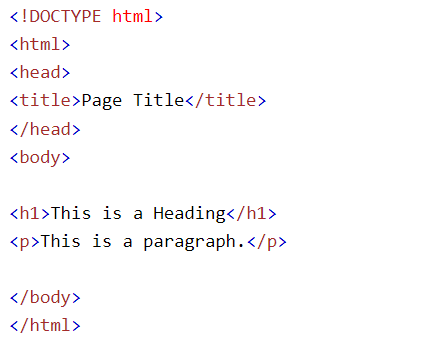 <!DOCTYPE html>
<html>
<head>
<title>Page Title</title>
</head>
<body>
<h1>This is a Heading</h1>
<p>This is a paragraph.</p>
</body>
</html>